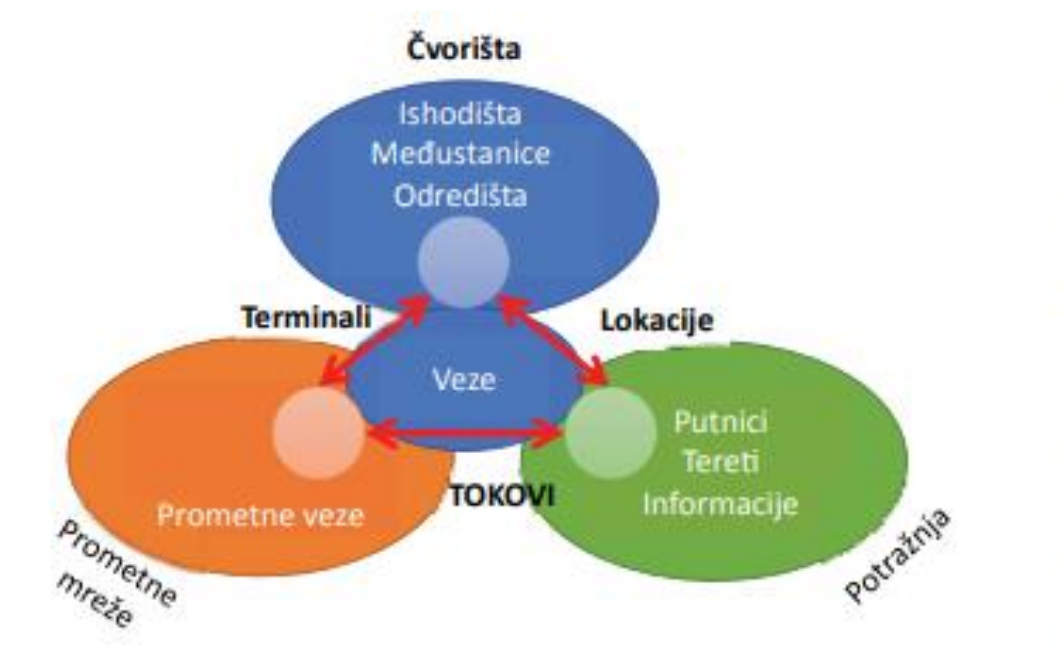 Čvorišta
Ishodišta
Međustanice
Odredišta
Terminali
Lokacije
Veze
Putnici
Tereti
Informacije
TOKOVI
Prometne veze
Prometne
mreže
Potražnja